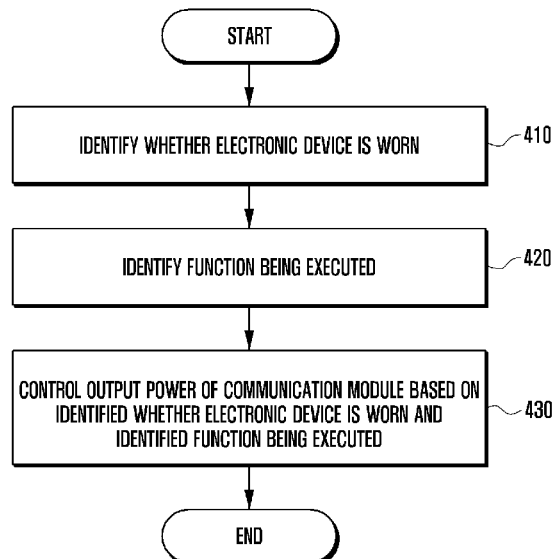 START
IDENTIFY WHETHER ELECTRONIC DEVICE IS WORN
410
IDENTIFY FUNCTION BEING EXECUTED
420
CONTROL OUTPUT POWER OF COMMUNICATION MODULE BASED ON
IDENTIFIED WHETHER ELECTRONIC DEVICE IS WORN AND
IDENTIFIED FUNCTION BEING EXECUTED
430
END